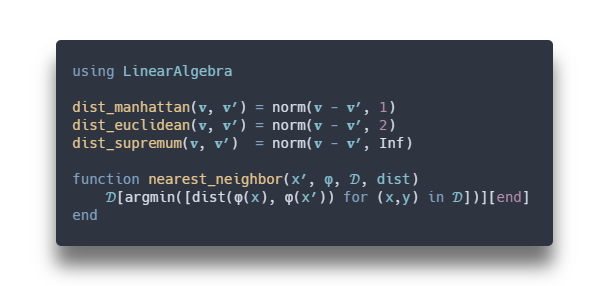 using LinearAlgebra
dist_manhattan(𝐯, 𝐯′) = norm(𝐯 - 𝐯′, 1)
dist_euclidean(𝐯, 𝐯′) = norm(𝐯 - 𝐯′, 2)
dist_supremum(𝐯, 𝐯′)  = norm(𝐯 - 𝐯′, Inf)
function nearest_neighbor(x′, φ, 𝒟, dist)
    𝒟[argmin([dist(φ(x), φ(x′)) for (x,y) in 𝒟])][end]
end